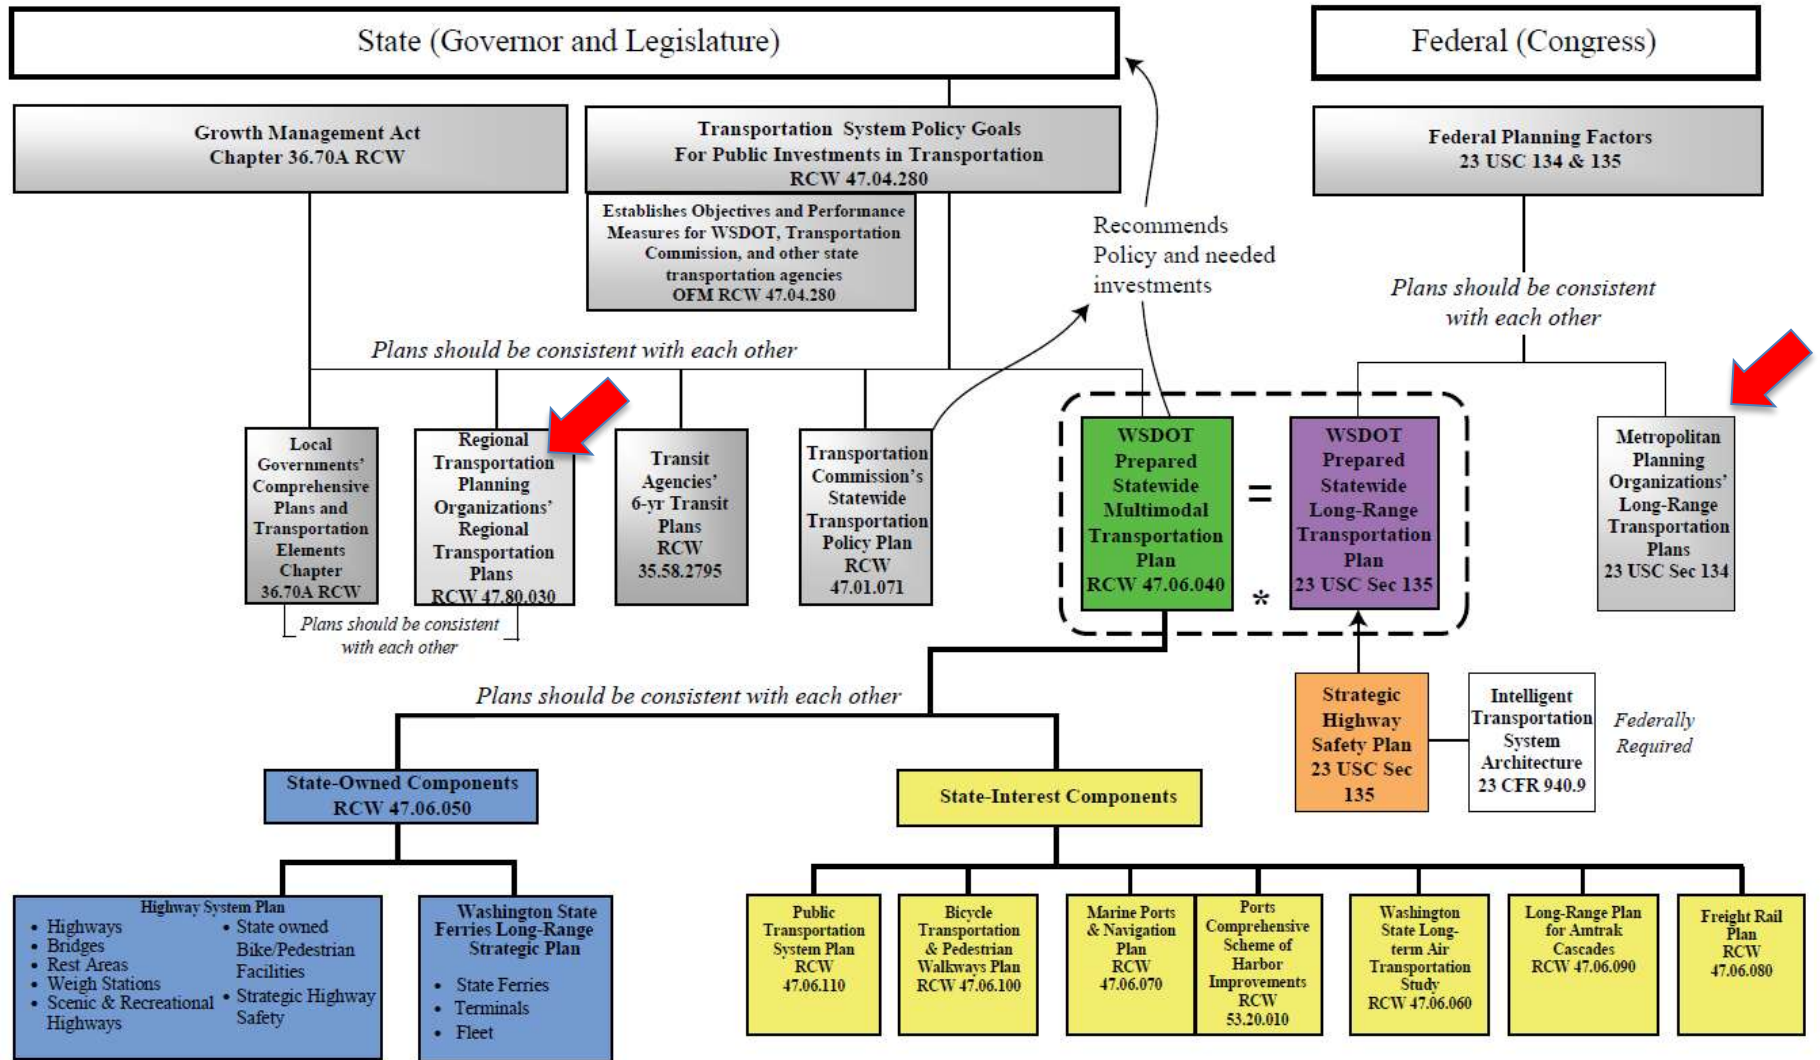 State (Governor and Legislature)
Federal (Congress)
Growth Management Act
Chapter 36.70A RCW
Transportation System Policy Goals
For Public Investments in Transportation
RCW 47.04.280
Federal Planning Factors
23 USC 134 & 135
Establishes Objectives and Performance
Measures for WSDOT, Transportation
Commission, and other state
transportation agencies
OFM RCW 47.04.280
Recommends
Policy and needed
investments
Plans should be consistent
with each other
Plans should be consistent with each other
Local
Governments'
Comprehensive
Plans and
Transportation
Elements
Chapter
36.70A RCW
Regional
Transportation
Planning
Organizations'
Regional
Transportation
Plans
RCW 47.80.030
Transit
Agencies'
6-yr Transit
Plans
RCW
35.58.2795
Transportation
Commission's
Statewide
Transportation
Policy Plan
RCW
47.01.071
WSDOT
Prepared
Statewide
Multimodal
Transportation
Plan
RCW 47.06.040
=
*
WSDOT
Prepared
Statewide
Long-Range
Transportation
Plan
23 USC Sec 135
Metropolitan
Planning
Organizations'
Long-Range
Transportation
Plans
23 USC Sec 134
Plans should be consistent
with each other
Plans should be consistent with each other
Strategic
Highway
Safety Plan
23 USC Sec
135
Intelligent
Transportation
System
Architecture
23 CFR 940.9
Federally
Required
State-Owned Components
RCW 47.06.050
State-Interest Components
Highway System Plan
• Highways
• Bridges
• Rest Areas
• Weigh Stations
• Scenic & Recreational
Highways
• State owned
Bike/Pedestrian
Facilities
• Strategic Highway
Safety
Washington State
Ferries Long-Range
Strategic Plan
• State Ferries
• Terminals
• Fleet
Public
Transportation
System Plan
RCW
47.06.110
Bicycle
Transportation
& Pedestrian
Walkways Plan
RCW 47.06.100
Marine Ports
& Navigation
Plan
RCW
47.06.070
Ports
Comprehensive
Scheme of
Harbor
Improvements
RCW
53.20.010
Washington
State Long-
term Air
Transportation
Study
RCW 47.06.060
Long-Range Plan
for Amtrak
Cascades
RCW 47.06.090
Freight Rail
Plan
RCW
47.06.080